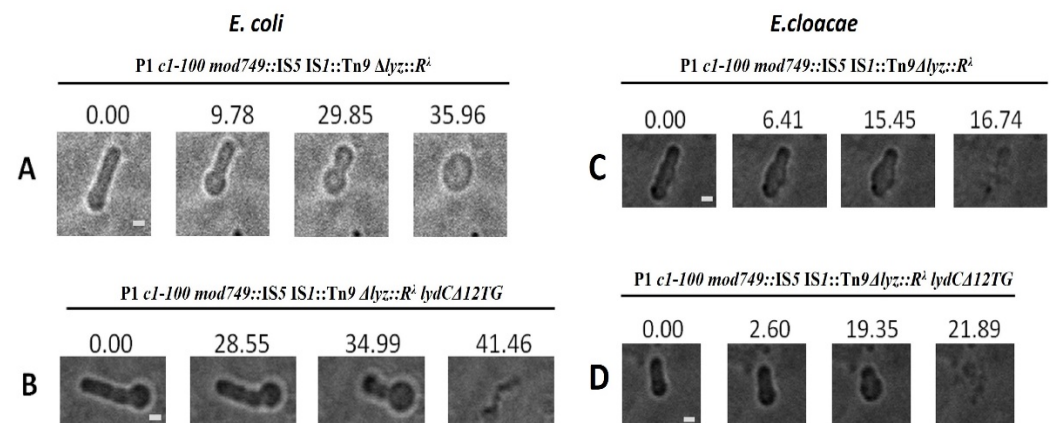 E. coli
P1 c1-100 mod749::IS5 IS1::Tn9 Δlyz::Rλ
0.00 9.78 29.85 35.96
A
P1 c1-100 mod749::IS5 IS1::Tn9 Δlyz::Rλ lydCΔ12TG
0.00 28.55 34.99 41.46
B
E.cloacae
P1 c1-100 mod749::IS5 IS1::Tn9Δlyz::Rλ
0.00 6.41 15.45 16.74
C
P1 c1-100 mod749::IS5 IS1::Tn9Δlyz::Rλ lydCΔ12TG
0.00 2.60 19.35 21.89
D